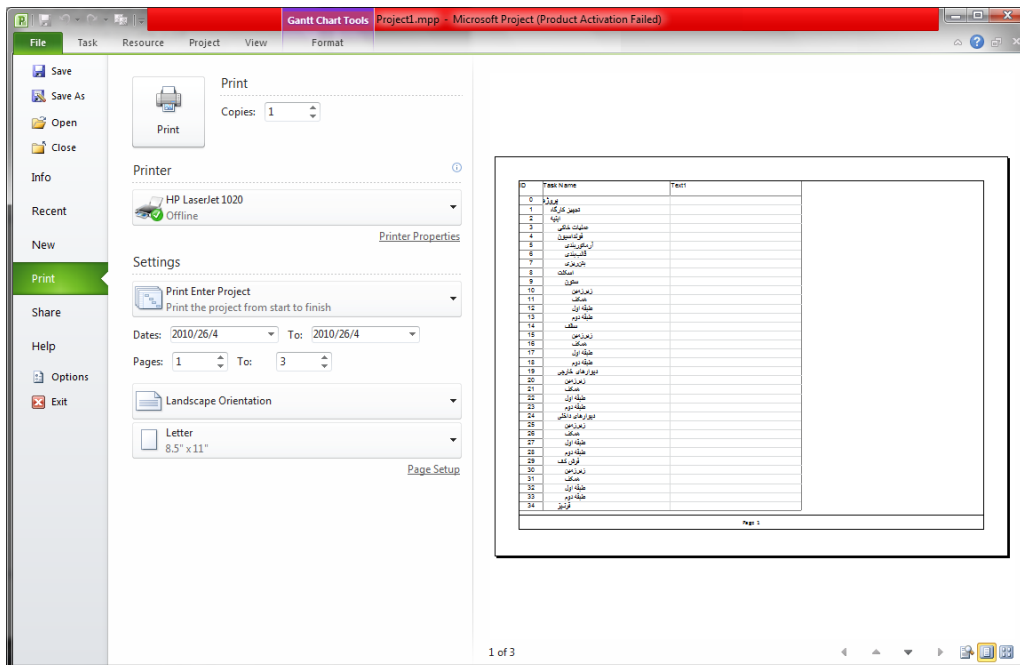 Gantt Chart Tools Project1.mpp - Microsoft Project (Product Activation Failed)
File Task Resource Project View Format
Save
Save As
Open
Close
Info
Recent
New
Print
Share
Help
Options
Exit
Print
Print
Copies: 1
Printer
HP LaserJet 1020
Offline
Printer Properties
Settings
Print Enter Project
Print the project from start to finish
Dates: 2010/26/4 To: 2010/26/4
Pages: 1 To: 3
Landscape Orientation
Letter
8.5" x 11"
Page Setup
ID Task Name Text1
0 پروژه
1 تجهیز کارگاه
2 ابنیه
3 عملیات خاکی
4 فونداسیون
5 آرماتوربندی
6 قالب‌بندی
7 بتن‌ریزی
8 اسکلت
9 ستون
10 زیرزمین
11 همکف
12 طبقه اول
13 طبقه دوم
14 سقف
15 زیرزمین
16 همکف
17 طبقه اول
18 طبقه دوم
19 دیوارهای خارجی
20 زیرزمین
21 همکف
22 طبقه اول
23 طبقه دوم
24 دیوارهای داخلی
25 زیرزمین
26 همکف
27 طبقه اول
28 طبقه دوم
29 فرش کف
30 زیرزمین
31 همکف
32 طبقه اول
33 طبقه دوم
34 قرنیز
Page 1
1 of 3